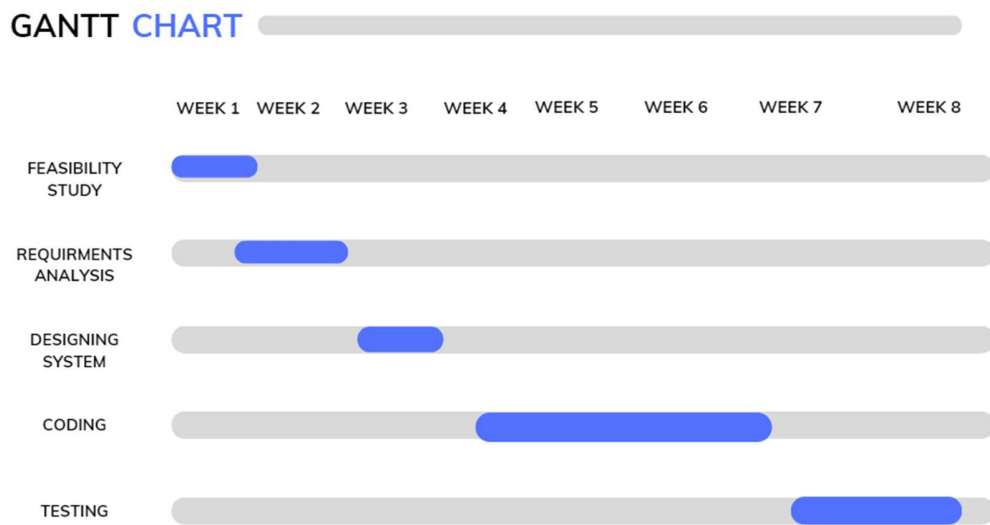 GANTT CHART
WEEK 1 WEEK 2 WEEK 3 WEEK 4 WEEK 5 WEEK 6 WEEK 7 WEEK 8
FEASIBILITY
STUDY
REQUIRMENTS
ANALYSIS
DESIGNING
SYSTEM
CODING
TESTING